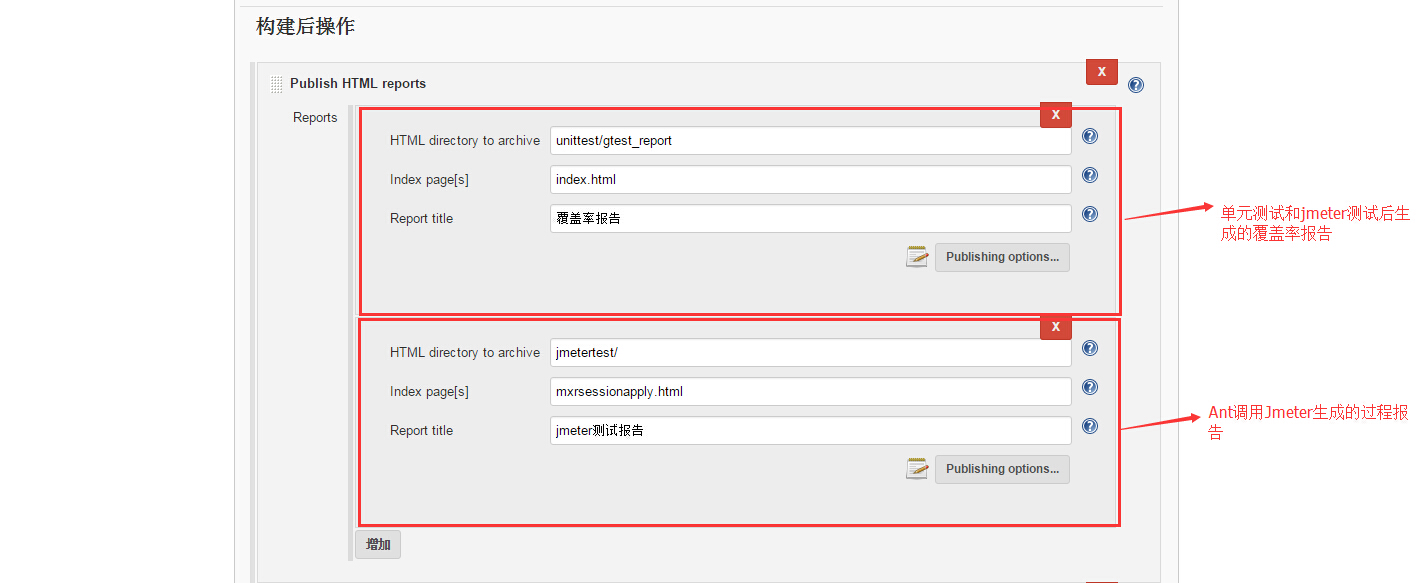 构建后操作
Publish HTML reports
X
Reports
X
HTML directory to archive unittest/gtest_report
Index page[s] index.html
Report title 覆盖率报告
Publishing options...
单元测试和jmeter测试后生
成的覆盖率报告
X
HTML directory to archive jmetertest/
Index page[s] mxrsessionapply.html
Report title jmeter测试报告
Publishing options...
Ant调用Jmeter生成的过程报
告
增加